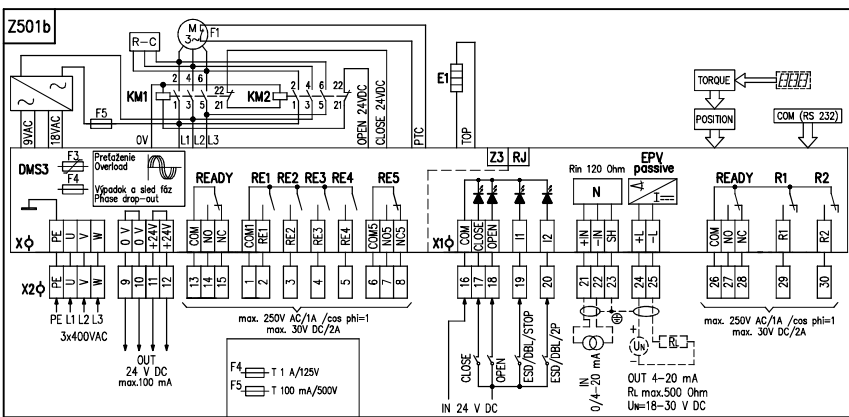 Z501b
R-C
M
3~
F1
2 4 6
22
2 4 6
22
KM1
1 3 5
21
KM2
1 3 5
21
E1
TORQUE
POSITION
COM (RS 232)
9VAC
18VAC
F5
0V
L1 L2 L3
OPEN 24VDC
CLOSE 24VDC
PTC
TOP
DMS3
F3
F4
Preťaženie
Overload
Výpadok a sled fáz
Phase drop-out
READY
RE1 RE2 RE3 RE4
RE5
Z3 RJ
Rin 120 Ohm
N
EPV
passive
I
READY
R1
R2
X
PE
U
V
W
0 V
0 V
+24V
+24V
COM
NO
NC
COM1
RE1
RE2
RE3
RE4
COM5
NO5
NC5
X1
COM
CLOSE
OPEN
I1
I2
+IN
-IN
SH
+L
-L
COM
NO
NC
R1
R2
X2
PE
U
V
W
9
10
11
12
13
14
15
1
2
3
4
5
6
7
8
16
17
18
19
20
21
22
23
24
25
26
27
28
29
30
PE L1 L2 L3
3x400VAC
OUT
24 V DC
max.100 mA
max. 250V AC/1A /cos phi=1
max. 30V DC/2A
F4 T 1 A/125V
F5 T 100 mA/500V
CLOSE
OPEN
ESD/DBL/STOP
ESD/DBL/2P
IN 24 V DC
IN
0/4-20 mA
+
UN
-
RL
OUT 4-20 mA
RL max.500 Ohm
UN=18-30 V DC
max. 250V AC/1A /cos phi=1
max. 30V DC/2A